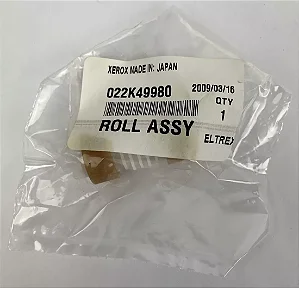 XEROX MADE IN: JAPAN
022K49980 2009/03/16
QTY
ROLL ASSY 1
ELTREX